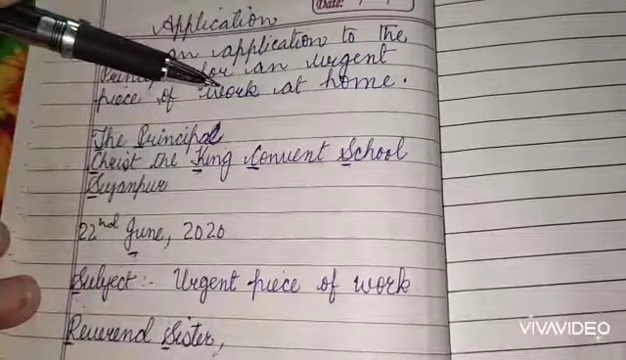 Date:
Application
an application to the
for an urgent
piece of work at home.
The Principal
Christ the King Convent School
Sujanpur
22nd June, 2020
Subject:- Urgent piece of work
Reverend Sister,
VIVAVIDEO